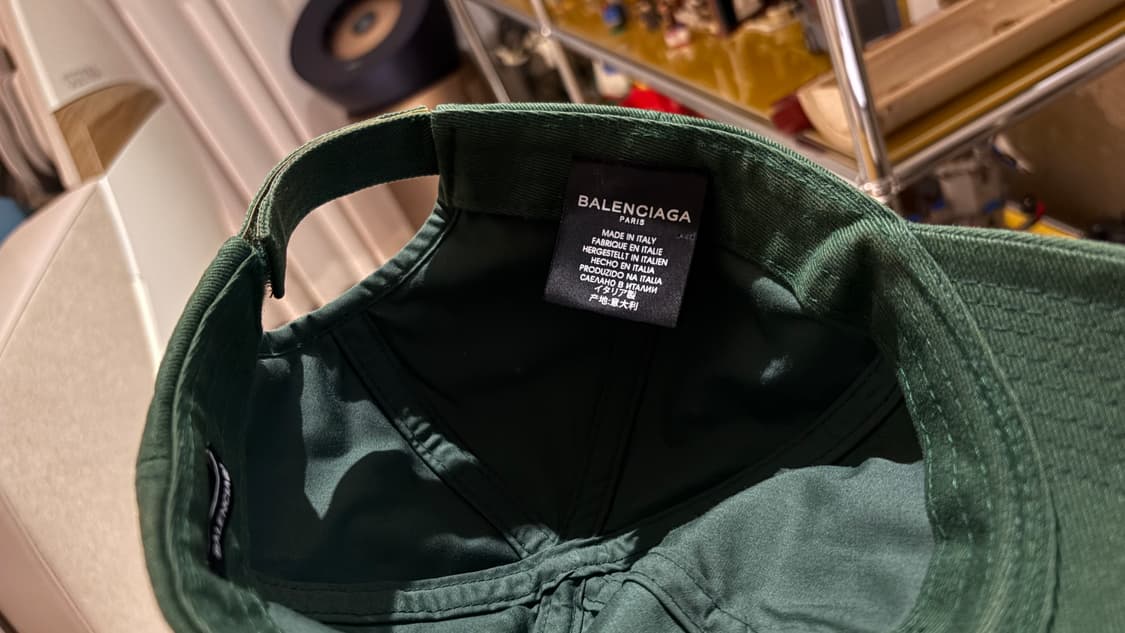 BALENCIAGA
PARIS
MADE IN ITALY
FABRIQUE EN ITALIE
HERGESTELLT IN ITALIEN
HECHO EN ITALIA
PRODUZIDO NA ITALIA
СДЕЛАНО В ИТАЛИИ
イタリア製
产地:意大利